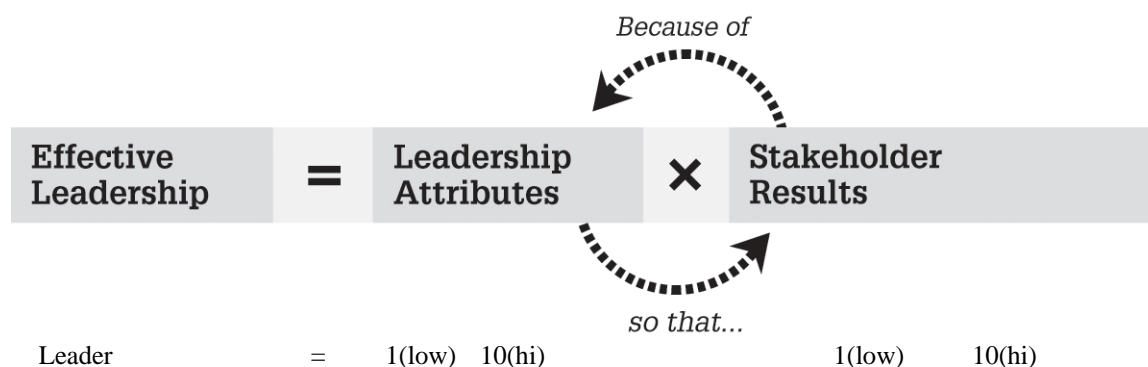 Because of
Effective Leadership = Leadership Attributes × Stakeholder Results
so that...
Leader = 1(low) 10(hi) 1(low) 10(hi)